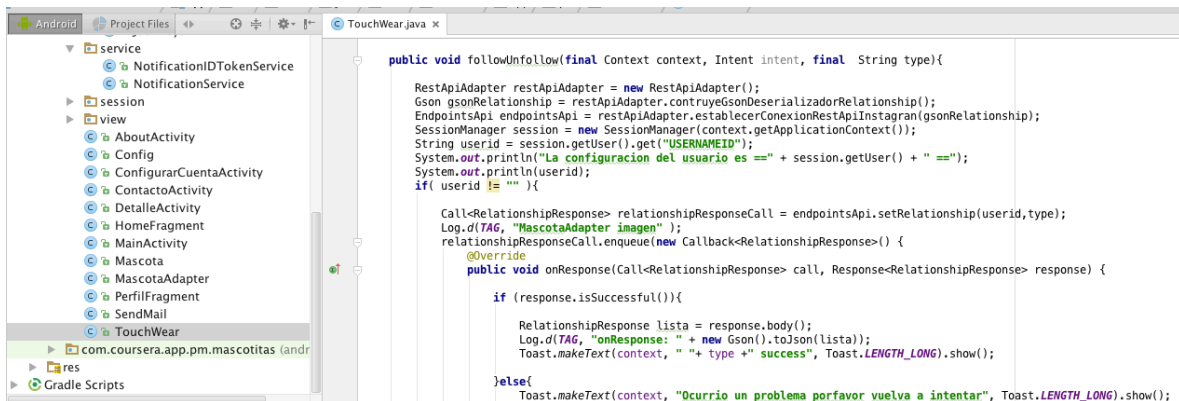 Android Project Files
TouchWear.java
service
NotificationIDTokenService
NotificationService
session
view
AboutActivity
Config
ConfigurarCuentaActivity
ContactoActivity
DetalleActivity
HomeFragment
MainActivity
Mascota
MascotaAdapter
PerfilFragment
SendMail
TouchWear
com.coursera.app.pm.mascotitas (andr
res
Gradle Scripts
public void followUnfollow(final Context context, Intent intent, final String type){
RestApiAdapter restApiAdapter = new RestApiAdapter();
Gson gsonRelationship = restApiAdapter.contruyeGsonDeserializadorRelationship();
EndpointsApi endpointsApi = restApiAdapter.establecerConexionRestApiInstagran(gsonRelationship);
SessionManager session = new SessionManager(context.getApplicationContext());
String userid = session.getUser().get("USERNAMEID");
System.out.println("La configuracion del usuario es ==" + session.getUser() + " ==");
System.out.println(userid);
if( userid != "" ){
Call<RelationshipResponse> relationshipResponseCall = endpointsApi.setRelationship(userid,type);
Log.d(TAG, "MascotaAdapter imagen" );
relationshipResponseCall.enqueue(new Callback<RelationshipResponse>() {
@Override
public void onResponse(Call<RelationshipResponse> call, Response<RelationshipResponse> response) {
if (response.isSuccessful()){
RelationshipResponse lista = response.body();
Log.d(TAG, "onResponse: " + new Gson().toJson(lista));
Toast.makeText(context, " "+ type +" success", Toast.LENGTH_LONG).show();
}else{
Toast.makeText(context, "Ocurrio un problema porfavor vuelva a intentar", Toast.LENGTH_LONG).show();